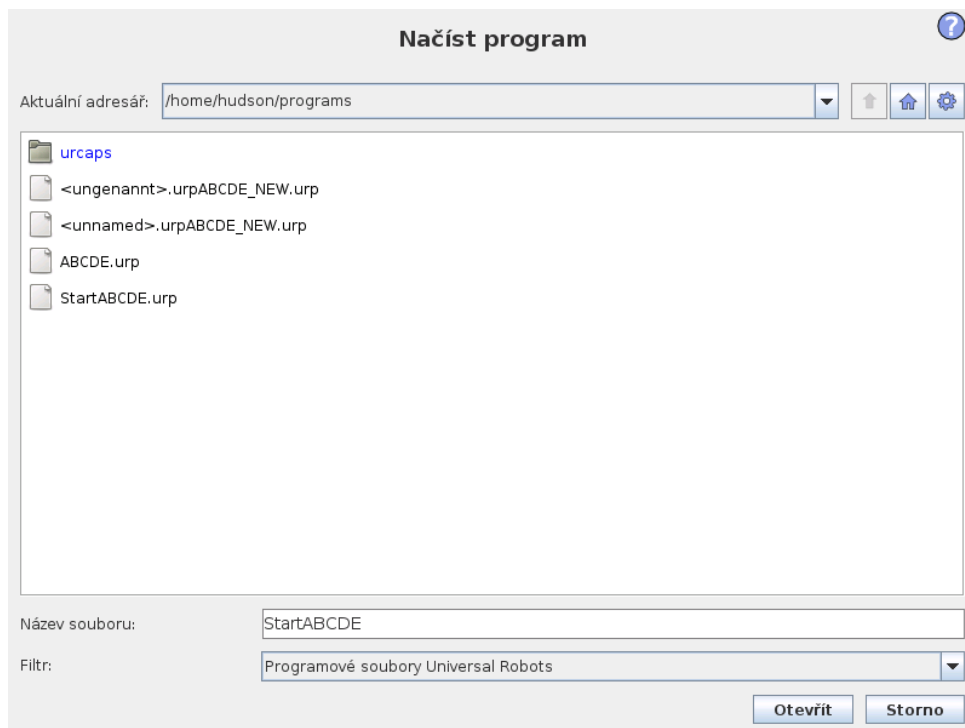 Načíst program
?
Aktuální adresář: /home/hudson/programs
urcaps
<ungenannt>.urpABCDE_NEW.urp
<unnamed>.urpABCDE_NEW.urp
ABCDE.urp
StartABCDE.urp
Název souboru: StartABCDE
Filtr: Programové soubory Universal Robots
Otevřít Storno